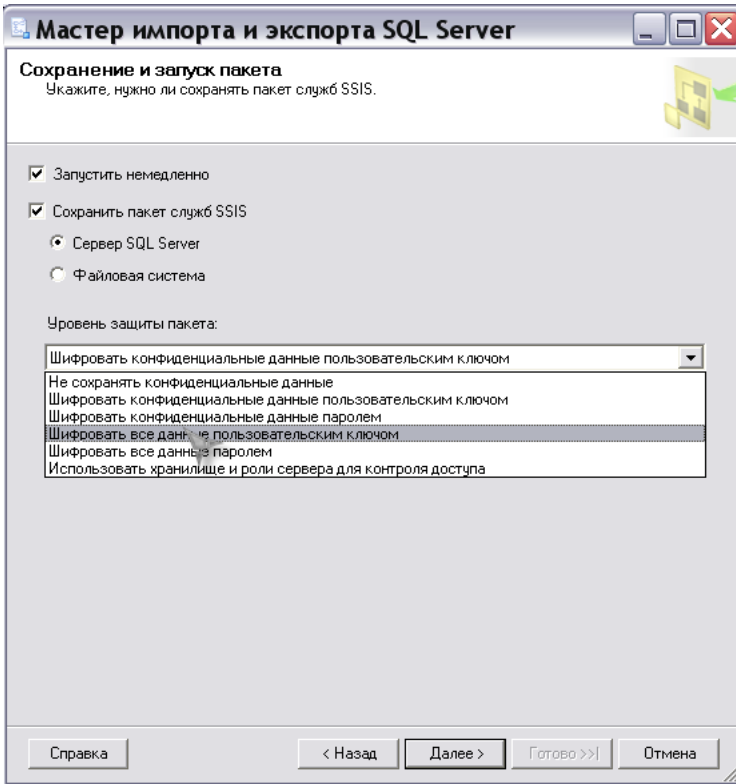 Мастер импорта и экспорта SQL Server
Сохранение и запуск пакета
Укажите, нужно ли сохранять пакет служб SSIS.
Запустить немедленно
Сохранить пакет служб SSIS
Сервер SQL Server
Файловая система
Уровень защиты пакета:
Шифровать конфиденциальные данные пользовательским ключом
Не сохранять конфиденциальные данные
Шифровать конфиденциальные данные пользовательским ключом
Шифровать конфиденциальные данные паролем
Шифровать все данные пользовательским ключом
Шифровать все данные паролем
Использовать хранилище и роли сервера для контроля доступа
Справка
< Назад
Далее >
Готово >>|
Отмена